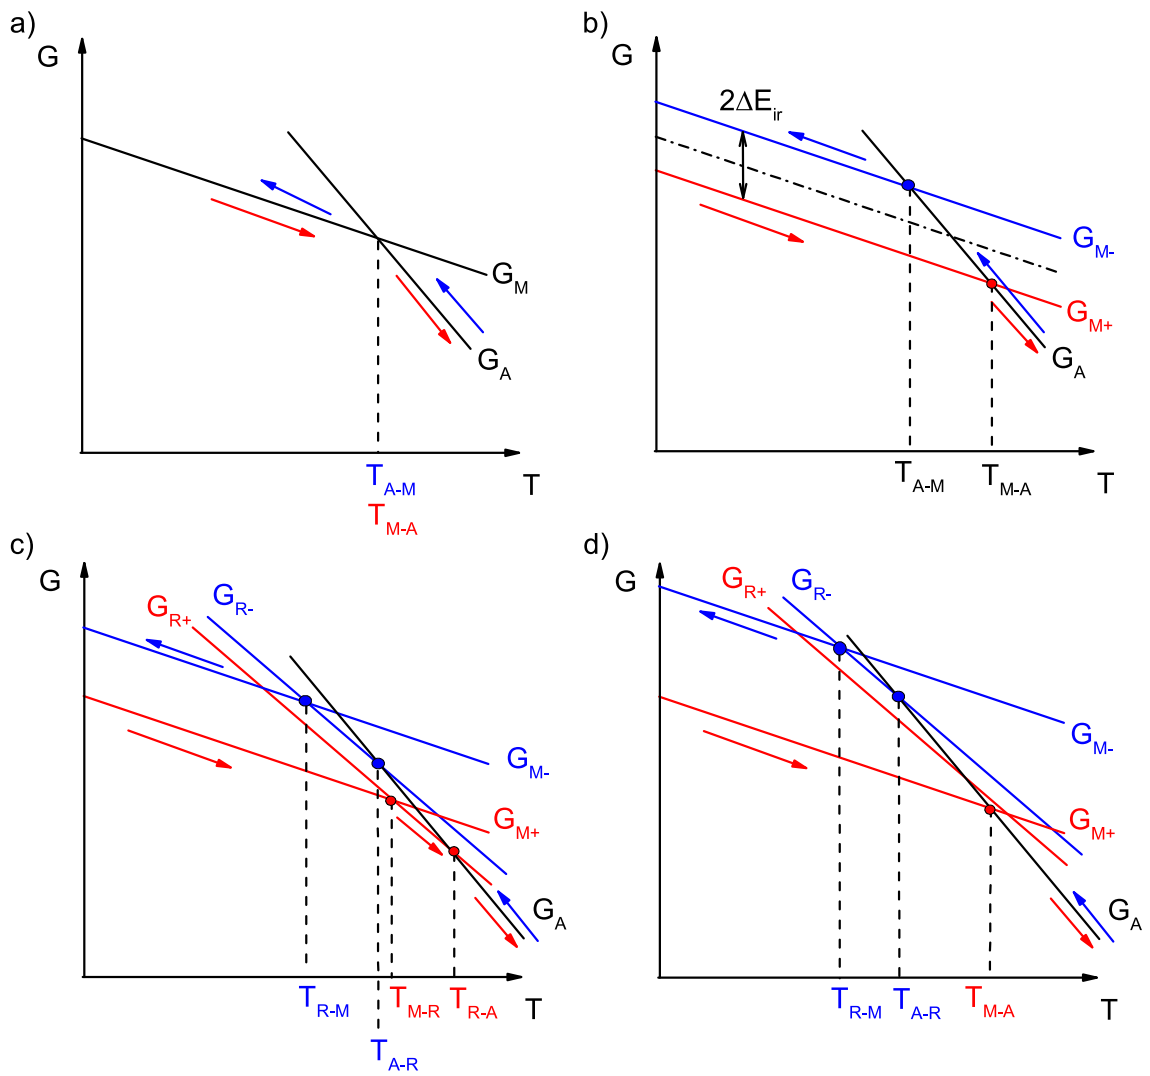 a)
G
G_M
G_A
T_A-M
T
T_M-A
b)
G
2ΔE_ir
G_M-
G_M+
G_A
T_A-M
T_M-A
T
c)
G
G_R+
G_R-
G_M-
G_M+
G_A
T_R-M
T_M-R
T_R-A
T
T_A-R
d)
G
G_R+
G_R-
G_M-
G_M+
G_A
T_R-M
T_A-R
T_M-A
T